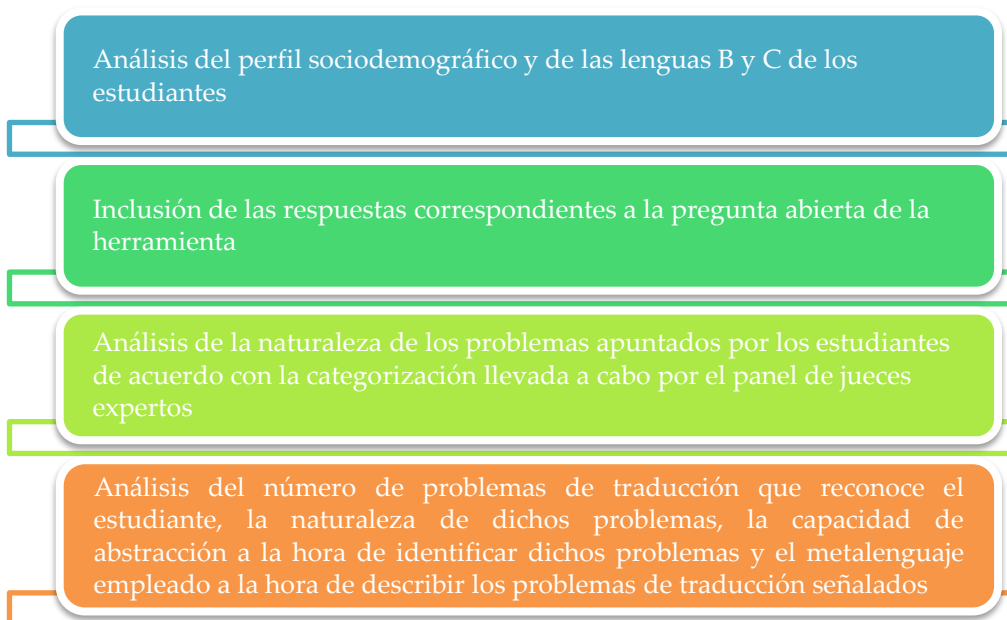 Análisis del perfil sociodemográfico y de las lenguas B y C de los
estudiantes
Inclusión de las respuestas correspondientes a la pregunta abierta de la
herramienta
Análisis de la naturaleza de los problemas apuntados por los estudiantes
de acuerdo con la categorización llevada a cabo por el panel de jueces
expertos
Análisis del número de problemas de traducción que reconoce el
estudiante, la naturaleza de dichos problemas, la capacidad de
abstracción a la hora de identificar dichos problemas y el metalenguaje
empleado a la hora de describir los problemas de traducción señalados